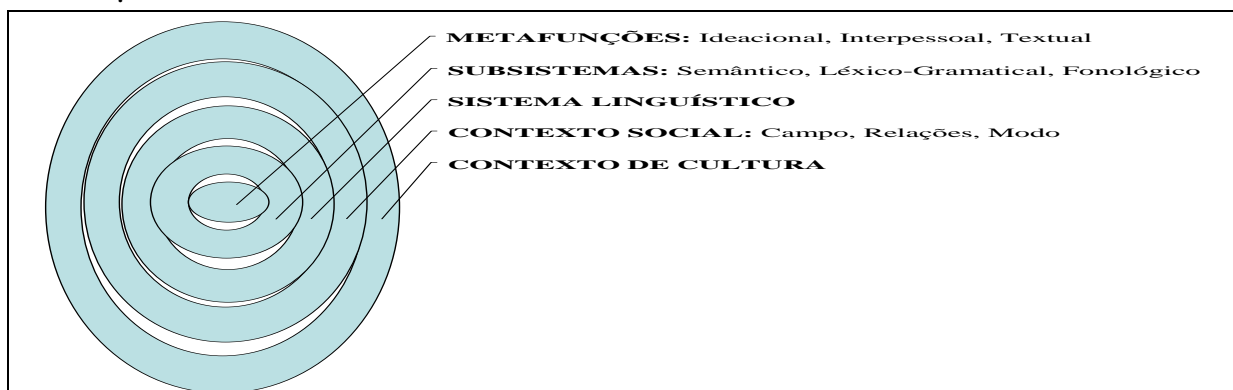 METAFUNÇÕES: Ideacional, Interpessoal, Textual
SUBSISTEMAS: Semântico, Léxico-Gramatical, Fonológico
SISTEMA LINGUÍSTICO
CONTEXTO SOCIAL: Campo, Relações, Modo
CONTEXTO DE CULTURA